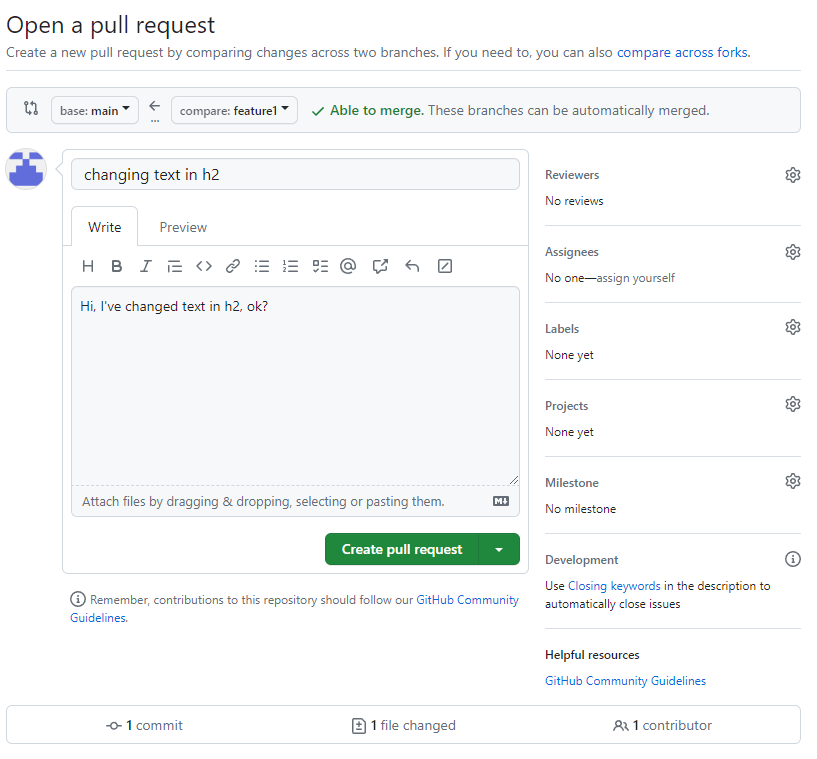 Open a pull request
Create a new pull request by comparing changes across two branches. If you need to, you can also compare across forks.
base: main
...
compare: feature1
Able to merge. These branches can be automatically merged.
changing text in h2
Write Preview
Hi, I've changed text in h2, ok?
Attach files by dragging & dropping, selecting or pasting them.
Create pull request
Remember, contributions to this repository should follow our GitHub Community
Guidelines.
Reviewers
No reviews
Assignees
No one—assign yourself
Labels
None yet
Projects
None yet
Milestone
No milestone
Development
Use Closing keywords in the description to
automatically close issues
Helpful resources
GitHub Community Guidelines
1 commit
1 file changed
1 contributor